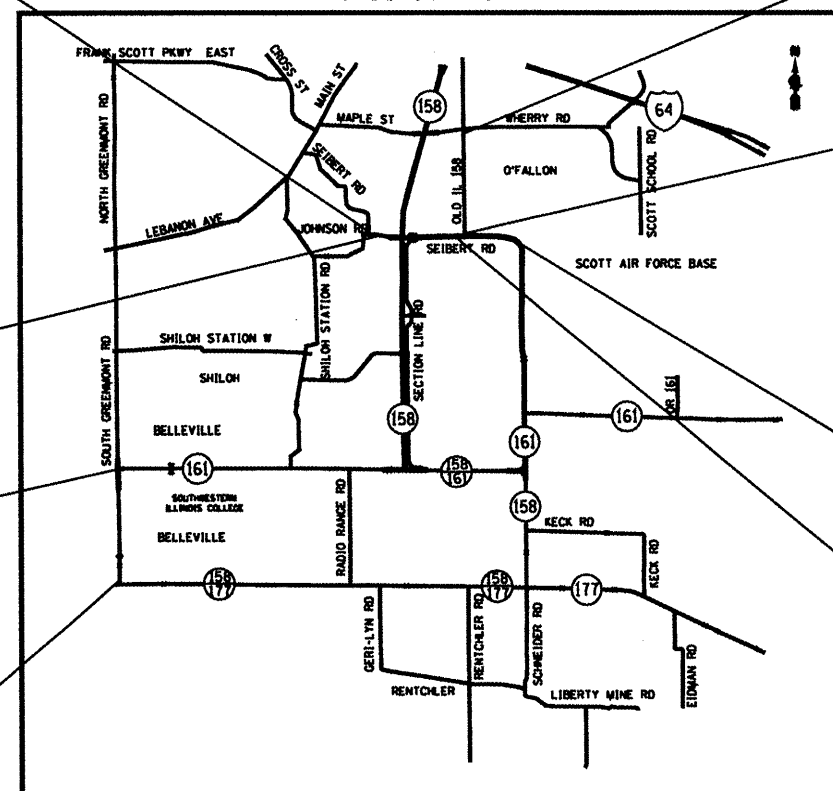 FRANK SCOTT PKWY EAST
CROSS ST
MAIN ST
158
64
MAPLE ST
WHERRY RD
NORTH GREENMONT RD
SEIBERT RD
OLD IL 158
O'FALLON
SCOTT SCHOOL RD
LEBANON AVE
JOHNSON RD
SEIBERT RD
SCOTT AIR FORCE BASE
SHILOH STATION RD
SECTION LINE RD
SOUTH GREENMONT RD
SHILOH STATION W
SHILOH
OR 161
158
161
BELLEVILLE
161
161
158
161
SOUTHWESTERN
ILLINOIS COLLEGE
RADIO RANGE RD
158
KECK RD
BELLEVILLE
KECK RD
158
177
158
177
177
GERI-LYN RD
RENTCHLER RD
SCHNEIDER RD
EIDMAN RD
RENTCHLER
LIBERTY MINE RD